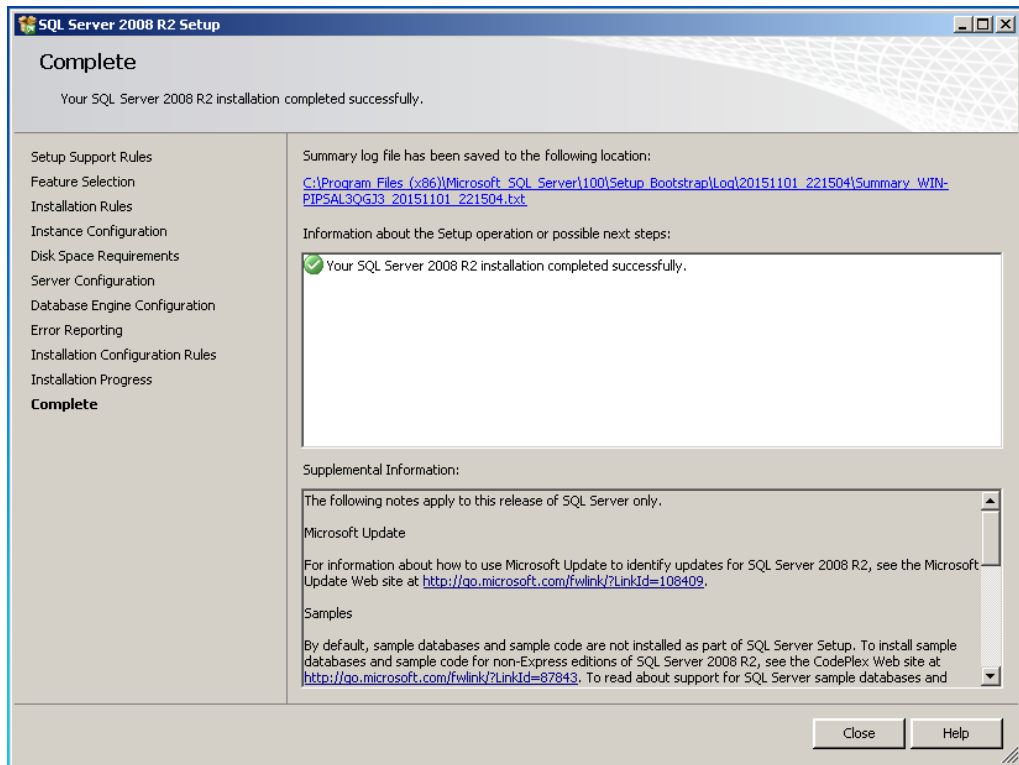 SQL Server 2008 R2 Setup
Complete
Your SQL Server 2008 R2 installation completed successfully.
Setup Support Rules
Feature Selection
Installation Rules
Instance Configuration
Disk Space Requirements
Server Configuration
Database Engine Configuration
Error Reporting
Installation Configuration Rules
Installation Progress
Complete
Summary log file has been saved to the following location:
C:\Program Files (x86)\Microsoft SQL Server\100\Setup Bootstrap\Log\20151101_221504\Summary_WIN-
PIPSAL3QGJ3_20151101_221504.txt
Information about the Setup operation or possible next steps:
Your SQL Server 2008 R2 installation completed successfully.
Supplemental Information:
The following notes apply to this release of SQL Server only.
Microsoft Update
For information about how to use Microsoft Update to identify updates for SQL Server 2008 R2, see the Microsoft
Update Web site at http://go.microsoft.com/fwlink/?LinkId=108409.
Samples
By default, sample databases and sample code are not installed as part of SQL Server Setup. To install sample
databases and sample code for non-Express editions of SQL Server 2008 R2, see the CodePlex Web site at
http://go.microsoft.com/fwlink/?LinkId=87843. To read about support for SQL Server sample databases and
Close
Help